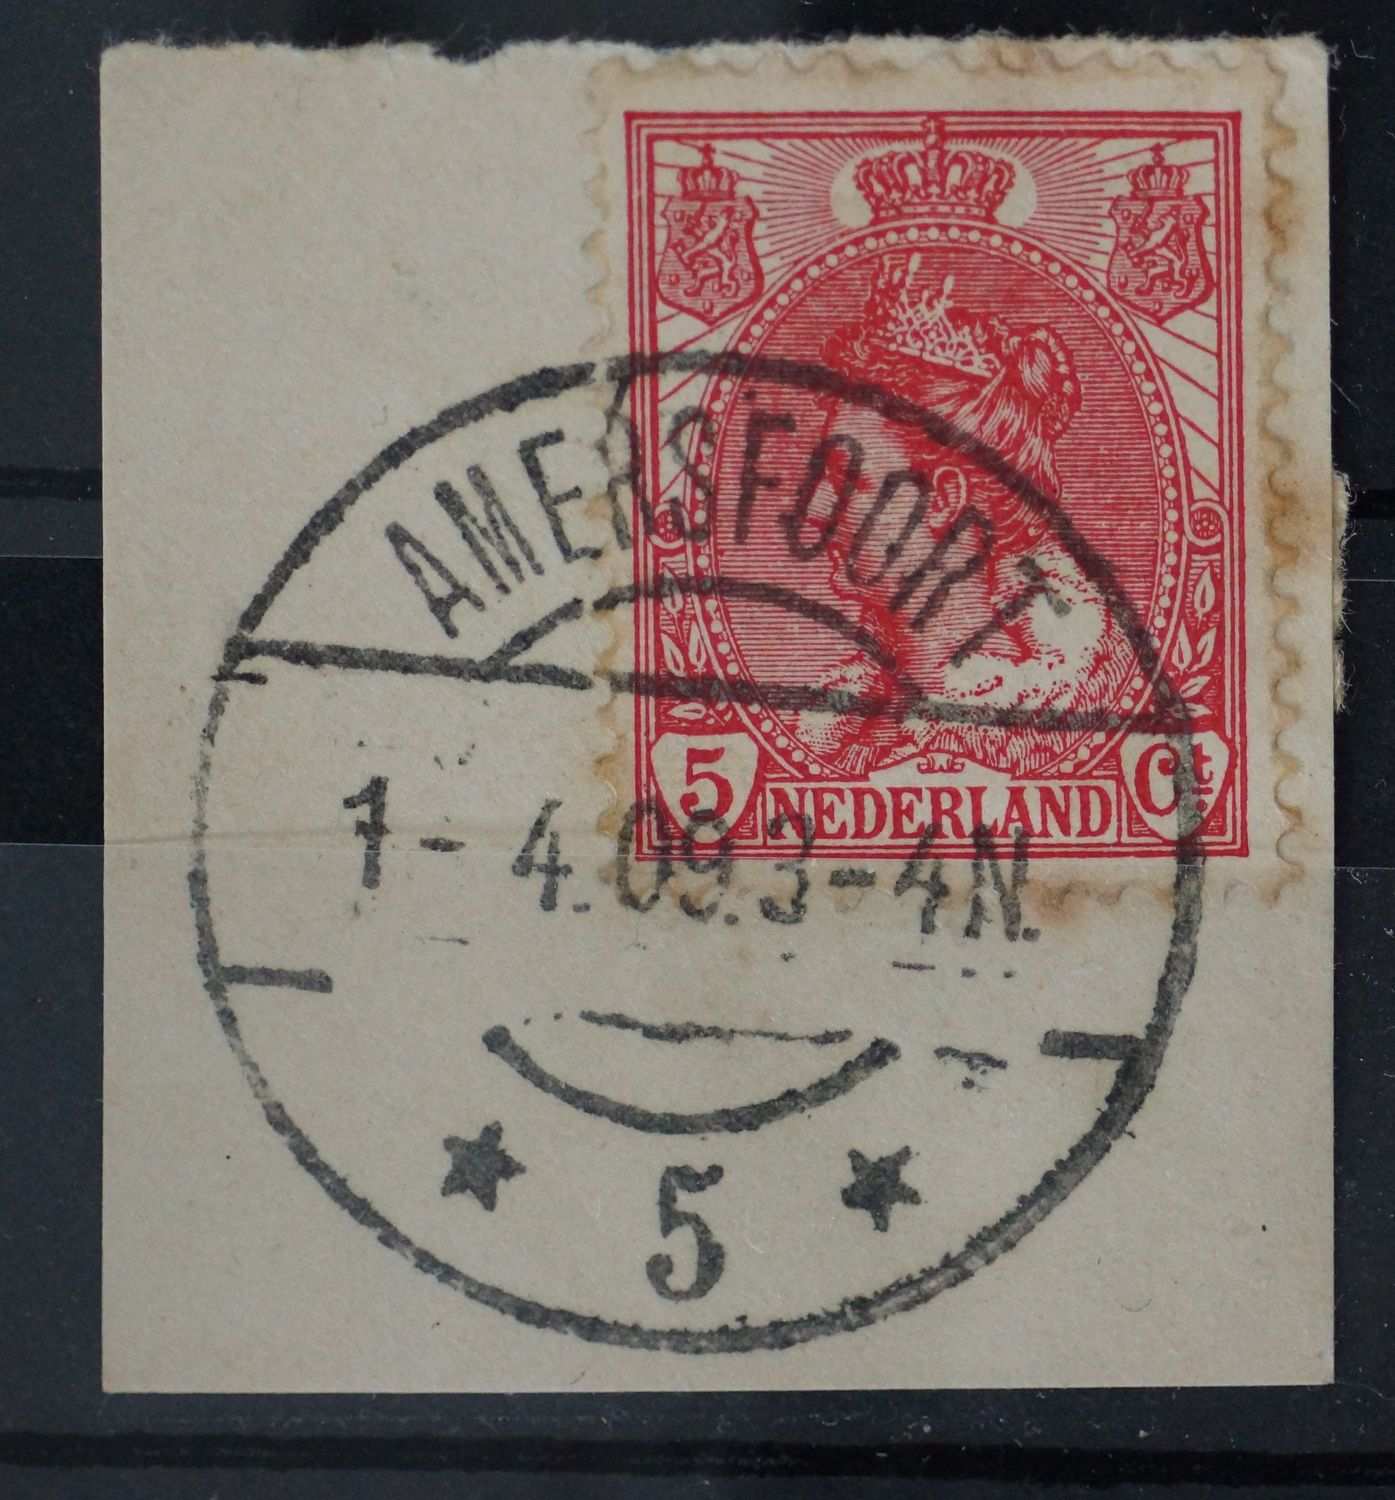 5 NEDERLAND Ct.
AMERSFOORT
1-4.09.3-4N.
5